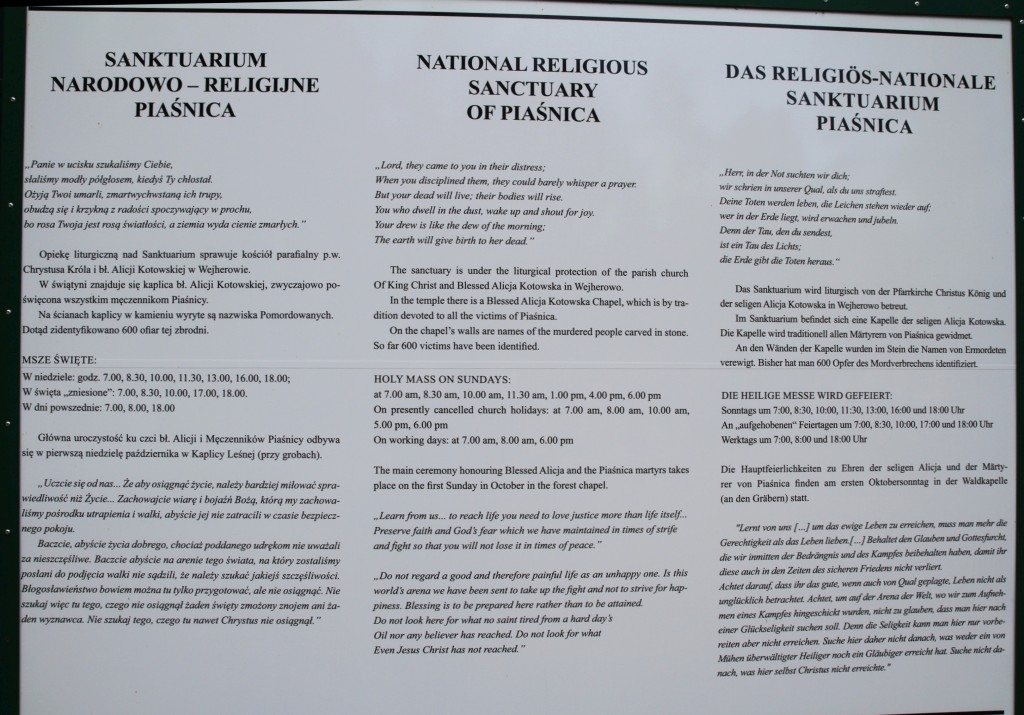 SANKTUARIUM
NARODOWO – RELIGIJNE
PIAŚNICA
„Panie w ucisku szukaliśmy Ciebie,
słaliśmy modły półgłosem, kiedyś Ty chłostał.
Ożyją Twoi umarli, zmartwychwstaną ich trupy,
obudzą się i krzykną z radości spoczywający w prochu,
bo rosa Twoja jest rosą światłości, a ziemia wyda cienie zmarłych.”
Opiekę liturgiczną nad Sanktuarium sprawuje kościół parafialny p.w.
Chrystusa Króla i bł. Alicji Kotowskiej w Wejherowie.
W świątyni znajduje się kaplica bł. Alicji Kotowskiej, zwyczajowo po-
święcona wszystkim męczennikom Piaśnicy.
Na ścianach kaplicy w kamieniu wyryte są nazwiska Pomordowanych.
Dotąd zidentyfikowano 600 ofiar tej zbrodni.
MSZE ŚWIĘTE:
W niedziele: godz. 7.00, 8.30, 10.00, 11.30, 13.00, 16.00, 18.00;
W święta „zniesione”: 7.00, 8.30, 10.00, 17.00, 18.00.
W dni powszednie: 7.00, 8.00, 18.00
Główna uroczystość ku czci bł. Alicji i Męczenników Piaśnicy odbywa
się w pierwszą niedzielę października w Kaplicy Leśnej (przy grobach).
„Uczcie się od nas... Że aby osiągnąć życie, należy bardziej miłować spra-
wiedliwość niż Życie... Zachowajcie wiarę i bojaźń Bożą, którą my zachowa-
liśmy pośrodku utrapienia i walki, abyście jej nie zatracili w czasie bezpiecz-
nego pokoju.
Baczcie, abyście życia dobrego, chociaż poddanego udrękom nie uważali
za nieszczęśliwe. Baczcie abyście na arenie tego świata, na który zostaliśmy
posłani do podjęcia walki nie sądzili, że należy szukać jakiejś szczęśliwości.
Błogosławieństwo bowiem można tu tylko przygotować, ale nie osiągnąć. Nie
szukaj więc tu tego, czego nie osiągnął żaden święty zmożony znojem ani ża-
den wyznawca. Nie szukaj tego, czego tu nawet Chrystus nie osiągnął.”
NATIONAL RELIGIOUS
SANCTUARY
OF PIAŚNICA
„Lord, they came to you in their distress;
When you disciplined them, they could barely whisper a prayer.
But your dead will live; their bodies will rise.
You who dwell in the dust, wake up and shout for joy.
Your drew is like the dew of the morning;
The earth will give birth to her dead.”
The sanctuary is under the liturgical protection of the parish church
Of King Christ and Blessed Alicja Kotowska in Wejherowo.
In the temple there is a Blessed Alicja Kotowska Chapel, which is by tra-
dition devoted to all the victims of Piaśnica.
On the chapel’s walls are names of the murdered people carved in stone.
So far 600 victims have been identified.
HOLY MASS ON SUNDAYS:
at 7.00 am, 8.30 am, 10.00 am, 11.30 am, 1.00 pm, 4.00 pm, 6.00 pm
On presently cancelled church holidays: at 7.00 am, 8.00 am, 10.00 am,
5.00 pm, 6.00 pm
On working days: at 7.00 am, 8.00 am, 6.00 pm
The main ceremony honouring Blessed Alicja and the Piaśnica martyrs takes
place on the first Sunday in October in the forest chapel.
„Learn from us... to reach life you need to love justice more than life itself...
Preserve faith and God’s fear which we have maintained in times of strife
and fight so that you will not lose it in times of peace.”
„Do not regard a good and therefore painful life as an unhappy one. Is this
world’s arena we have been sent to take up the fight and not to strive for hap-
piness. Blessing is to be prepared here rather than to be attained.
Do not look here for what no saint tired from a hard day’s
Oil nor any believer has reached. Do not look for what
Even Jesus Christ has not reached.”
DAS RELIGIÖS-NATIONALE
SANKTUARIUM
PIAŚNICA
„Herr, in der Not suchten wir dich;
wir schrien in unserer Qual, als du uns straftest.
Deine Toten werden leben, die Leichen stehen wieder auf;
wer in der Erde liegt, wird erwachen und jubeln.
Denn der Tau, den du sendest,
ist ein Tau des Lichts;
die Erde gibt die Toten heraus.”
Das Sanktuarium wird liturgisch von der Pfarrkirche Christus König und
der seligen Alicja Kotowska in Wejherowo betreut.
Im Sanktuarium befindet sich eine Kapelle der seligen Alicja Kotowska.
Die Kapelle wird traditionell allen Märtyrern von Piaśnica gewidmet.
An den Wänden der Kapelle wurden im Stein die Namen von Ermordeten
verewigt. Bisher hat man 600 Opfer des Mordverbrechens identifiziert.
DIE HEILIGE MESSE WIRD GEFEIERT:
Sonntags um 7:00, 8:30, 10:00, 11:30, 13:00, 16:00 und 18:00 Uhr
An „aufgehobenen” Feiertagen um 7:00, 8:30, 10:00, 17:00 und 18:00 Uhr
Werktags um 7:00, 8:00 und 18:00 Uhr
Die Hauptfeierlichkeiten zu Ehren der seligen Alicja und der Märty-
rer von Piaśnica finden am ersten Oktobersonntag in der Waldkapelle
(an den Gräbern) statt.
"Lernt von uns [...] um das ewige Leben zu erreichen, muss man mehr die
Gerechtigkeit als das Leben lieben.[...] Behaltet den Glauben und Gottesfurcht,
die wir inmitten der Bedrängnis und des Kampfes beibehalten haben, damit ihr
diese auch in den Zeiten des sicheren Friedens nicht verliert.
Achtet darauf, dass ihr das gute, wenn auch von Qual geplagte, Leben nicht als
unglücklich betrachtet. Achtet, um auf der Arena der Welt, wo wir zum Aufneh-
men eines Kampfes hingeschickt wurden, nicht zu glauben, dass man hier nach
einer Glückseligkeit suchen soll. Denn die Seligkeit kann man hier nur vorbe-
reiten aber nicht erreichen. Suche hier daher nicht danach, was weder ein von
Mühen überwältigter Heiliger noch ein Gläubiger erreicht hat. Suche nicht da-
nach, was hier selbst Christus nicht erreichte."